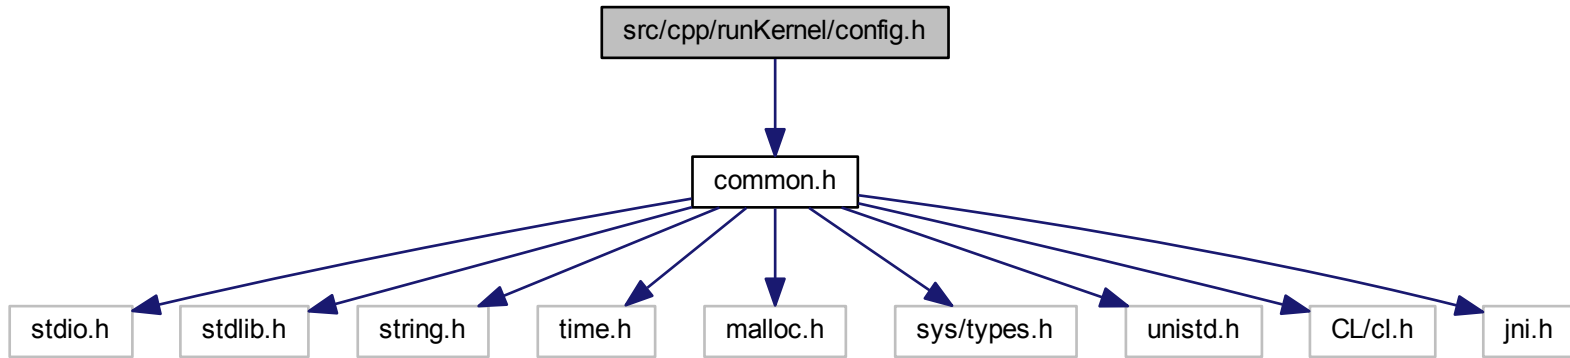 src/cpp/runKernel/config.h
common.h
stdio.h
stdlib.h
string.h
time.h
malloc.h
sys/types.h
unistd.h
CL/cl.h
jni.h